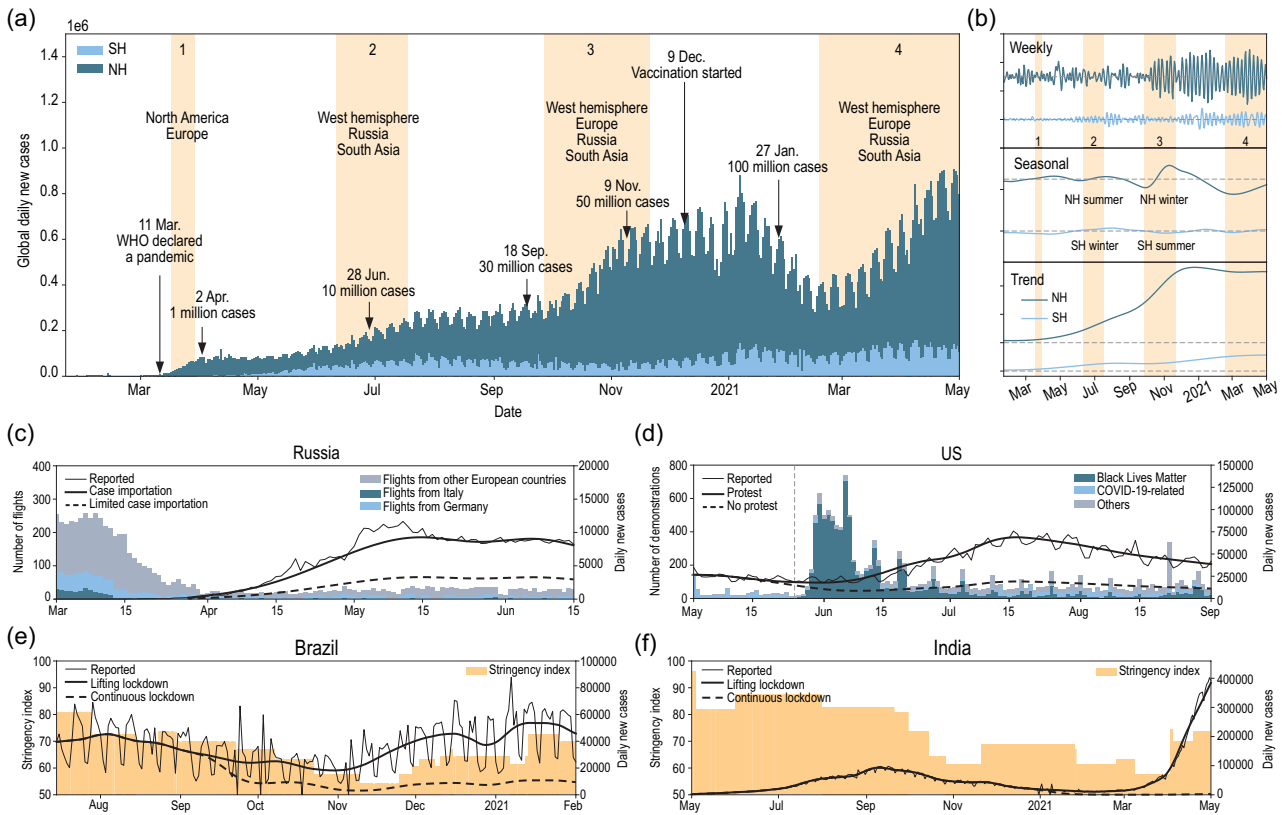 (a)
1e6
1.4
1.2
1.0
0.8
0.6
0.4
0.2
0.0
Global daily new cases
SH
NH
1
2
3
4
North America
Europe
West hemisphere
Russia
South Asia
West hemisphere
Europe
Russia
South Asia
West hemisphere
Europe
Russia
South Asia
11 Mar.
WHO declared
a pandemic
2 Apr.
1 million cases
28 Jun.
10 million cases
18 Sep.
30 million cases
9 Nov.
50 million cases
9 Dec.
Vaccination started
27 Jan.
100 million cases
Mar
May
Jul
Sep
Nov
2021
Mar
May
Date
(b)
Weekly
1
2
3
4
Seasonal
NH summer
NH winter
SH winter
SH summer
Trend
NH
SH
Mar
May
Jul
Sep
Nov
2021
Mar
May
(c)
Russia
400
300
200
100
0
Number of flights
Reported
Case importation
Limited case importation
Flights from other European countries
Flights from Italy
Flights from Germany
20000
15000
10000
5000
0
Daily new cases
Mar
15
Apr
15
May
15
Jun
15
(d)
US
800
600
400
200
0
Number of demonstrations
Reported
Protest
No protest
Black Lives Matter
COVID-19-related
Others
150000
125000
100000
75000
50000
25000
0
Daily new cases
May
15
Jun
15
Jul
15
Aug
15
Sep
(e)
Brazil
100
90
80
70
60
50
Stringency index
Reported
Lifting lockdown
Continuous lockdown
Stringency index
100000
80000
60000
40000
20000
0
Daily new cases
Aug
Sep
Oct
Nov
Dec
2021
Feb
(f)
India
100
90
80
70
60
50
Stringency index
Reported
Lifting lockdown
Continuous lockdown
Stringency index
400000
300000
200000
100000
0
Daily new cases
May
Jul
Sep
Nov
2021
Mar
May